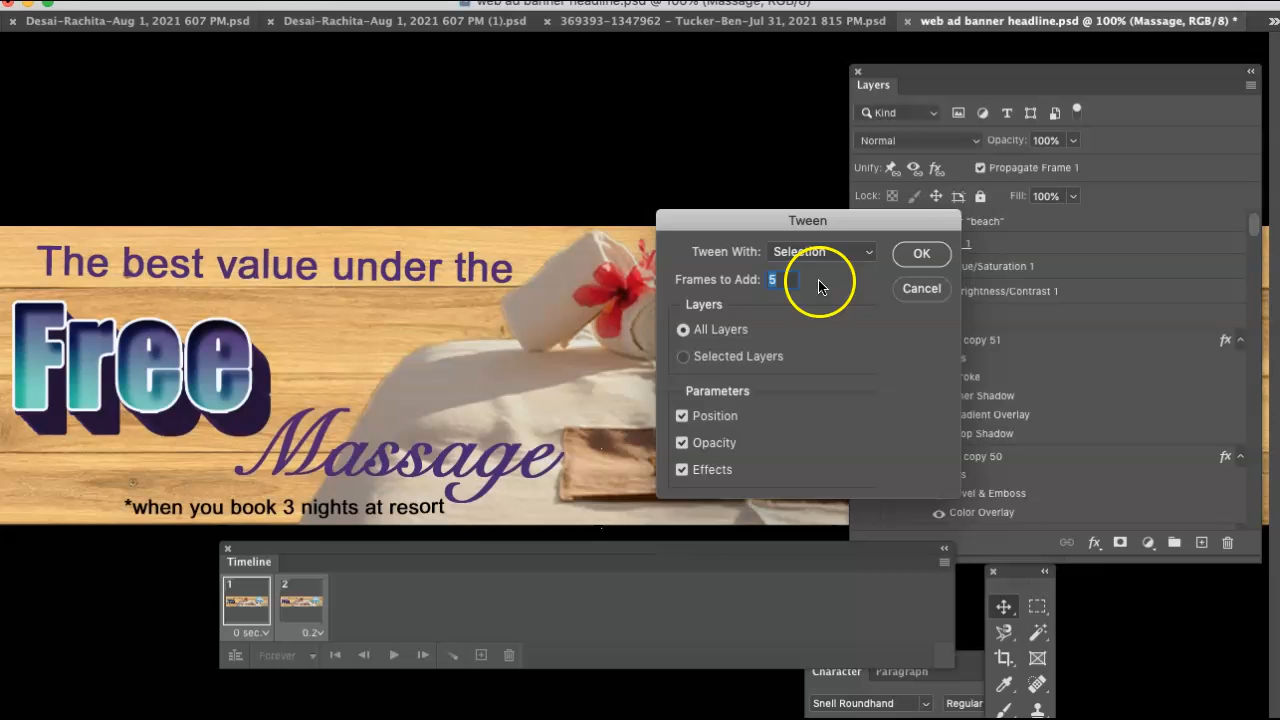 web ad banner headline.psd @ 100% (Massage, RGB/8)
Desai-Rachita-Aug 1, 2021 607 PM.psd
Desai-Rachita-Aug 1, 2021 607 PM (1).psd
369393-1347962 - Tucker-Ben-Jul 31, 2021 815 PM.psd
web ad banner headline.psd @ 100% (Massage, RGB/8) *
Layers
Kind
Normal
Opacity: 100%
Unify:
Propagate Frame 1
Lock:
Fill: 100%
"beach"
1
ue/Saturation 1
rightness/Contrast 1
copy 51
fx
roke
ner Shadow
adient Overlay
op Shadow
copy 50
fx
vel & Emboss
Color Overlay
Tween
Tween With: Selection
OK
Frames to Add: 5
Cancel
Layers
All Layers
Selected Layers
Parameters
Position
Opacity
Effects
The best value under the
Free
Massage
*when you book 3 nights at resort
Timeline
1
2
0 sec.
0.2
Forever
Character
Paragraph
Snell Roundhand
Regular